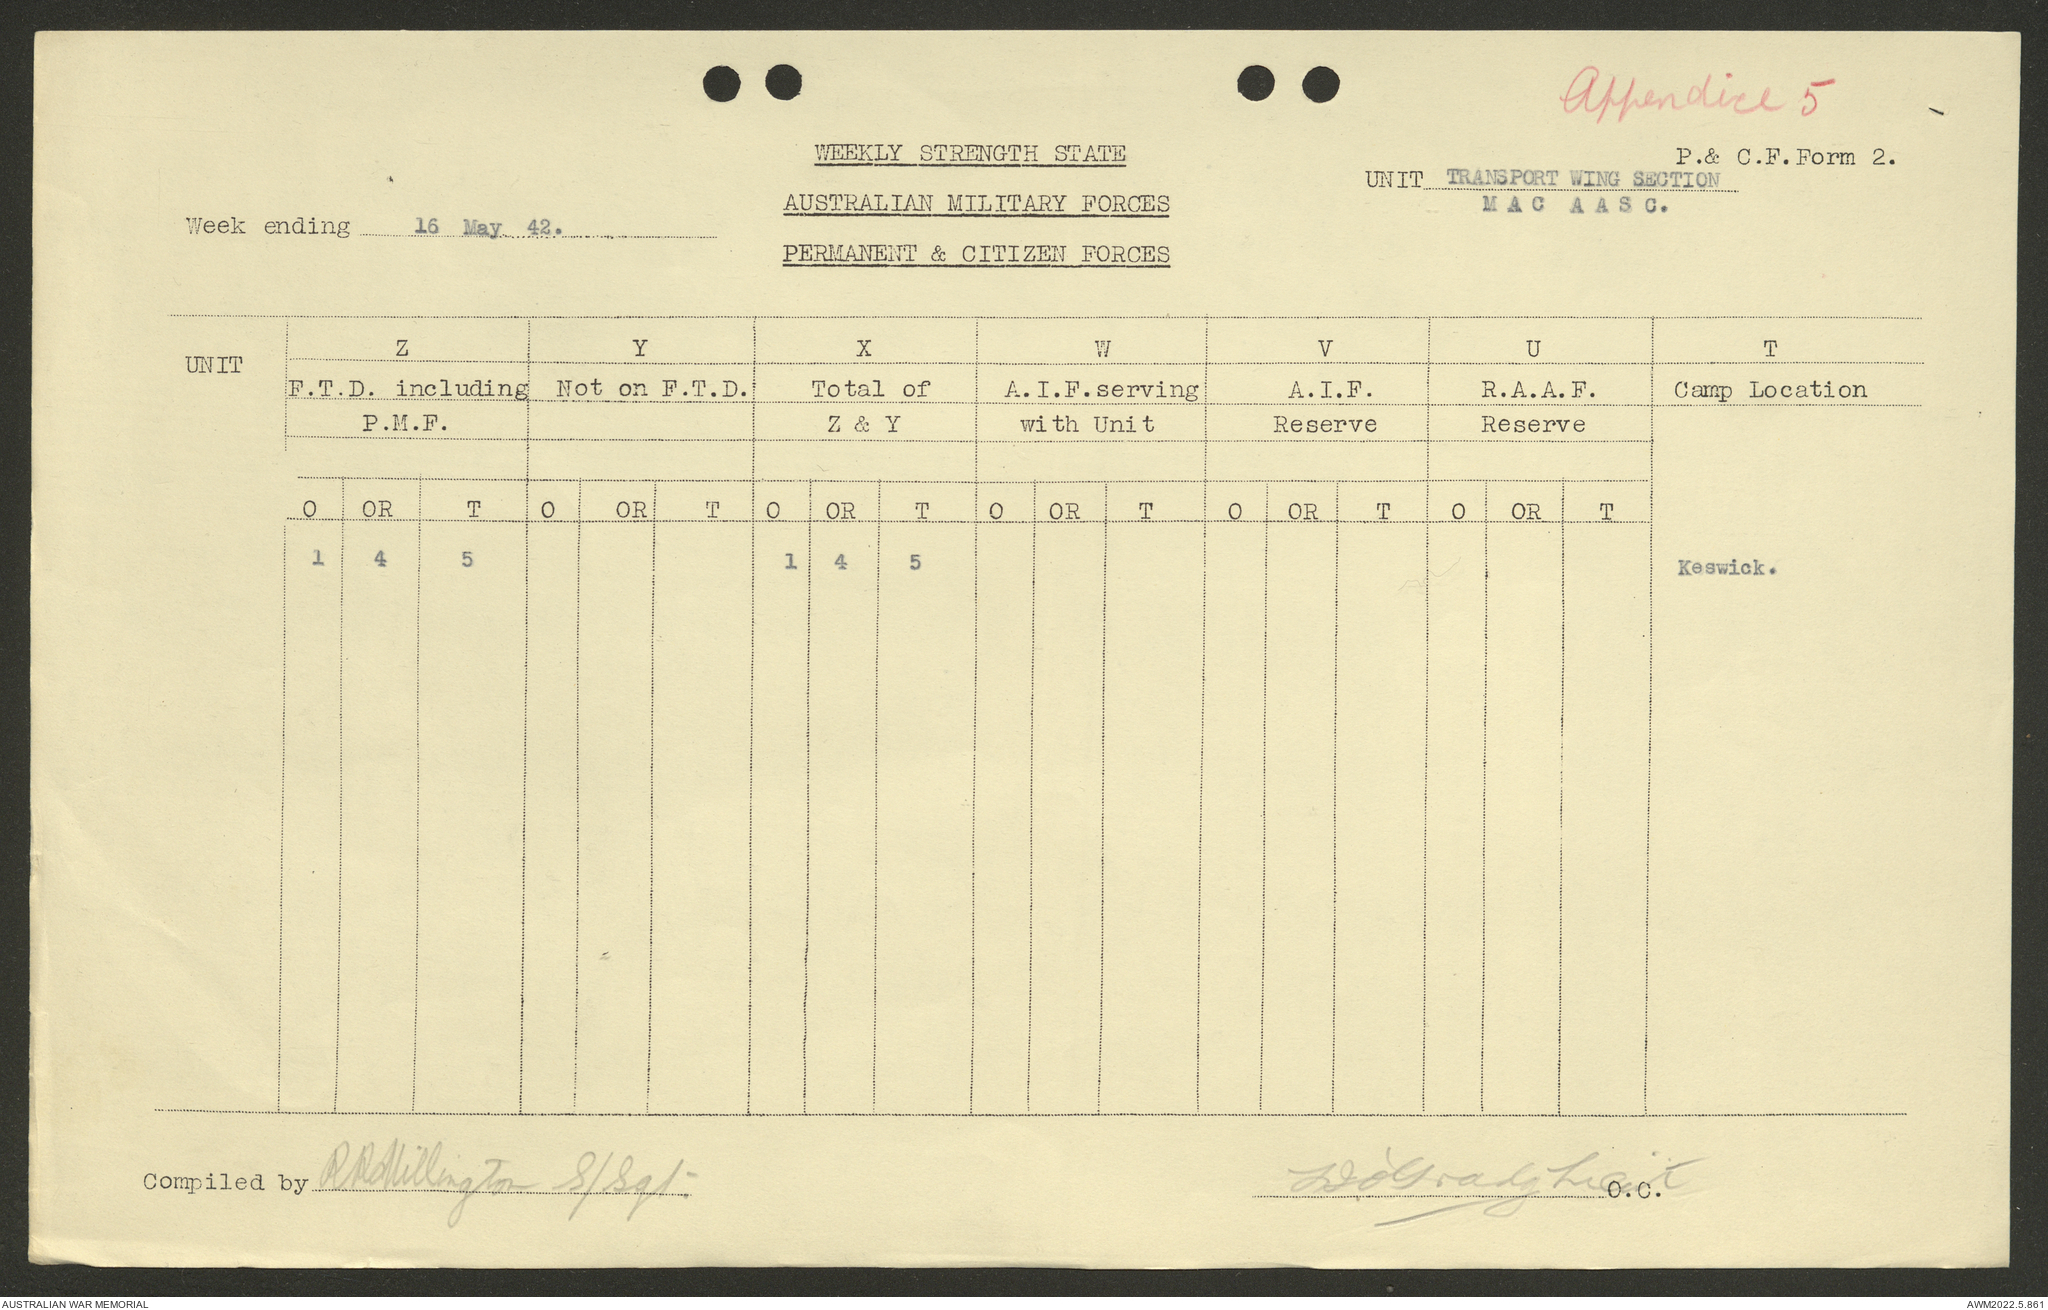 Appendice 5
WEEKLY STRENGTH STATE
P.& C.F.Form 2.
UNIT TRANSPORT WING SECTION
M A C A A S C.
AUSTRALIAN MILITARY FORCES
Week ending 16 May 42.
PERMANENT & CITIZEN FORCES
UNIT
Z Y X W V U T
F.T.D. including Not on F.T.D. Total of A.I.F.serving A.I.F. R.A.A.F. Camp Location
P.M.F. Z & Y with Unit Reserve Reserve
O OR T O OR T O OR T O OR T O OR T O OR T
1 4 5 1 4 5 Keswick.
Compiled by Millington S/Sgt.
O'Grady Lieut O.C.
AUSTRALIAN WAR MEMORIAL
AWM2022.5.861